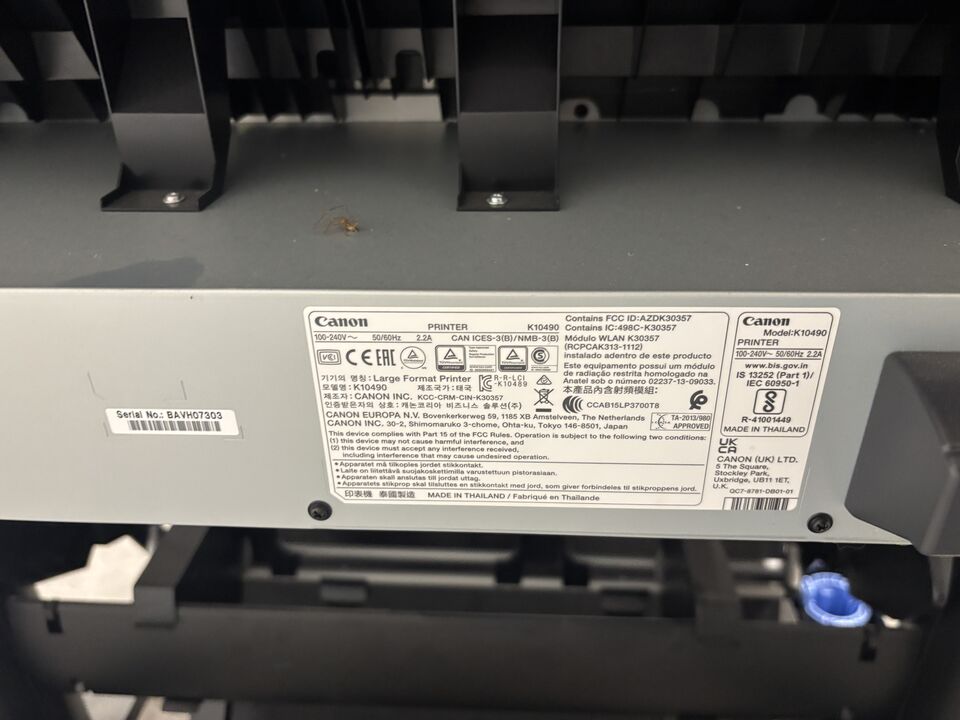 Serial No.: BAVH07303
Canon PRINTER K10490
100-240V~ 50/60Hz 2.2A CAN ICES-3(B)/NMB-3(B)
기기의 명칭: Large Format Printer
모델명: K10490 제조국가: 태국
R-R-LCI
-K10489
제조자: CANON INC. KCC-CRM-CIN-K30357
인증받은자의 상호: 캐논코리아 비즈니스 솔루션(주)
CANON EUROPA N.V. Bovenkerkerweg 59, 1185 XB Amstelveen, The Netherlands
CANON INC. 30-2, Shimomaruko 3-chome, Ohta-ku, Tokyo 146-8501, Japan
This device complies with Part 15 of the FCC Rules. Operation is subject to the following two conditions:
(1) this device may not cause harmful interference, and
(2) this device must accept any interference received,
including interference that may cause undesired operation.
•Apparatet må tilkoples jordet stikkontakt.
•Laite on liitettävä suojakoskettimilla varustettuun pistorasiaan.
•Apparaten skall anslutas till jordat uttag.
•Apparatets stikprop skal tilsluttes en stikkontakt med jord, som giver forbindelse til stikproppens jord.
印表機 泰國製造 MADE IN THAILAND / Fabriqué en Thaïlande
Contains FCC ID:AZDK30357
Contains IC:498C-K30357
Módulo WLAN K30357
(RCPCAK313-1112)
instalado adentro de este producto
Este equipamento possui um módulo
de radiação restrita homologado na
Anatel sob o número 02237-13-09033.
本產品內含射頻模組:
CCAB15LP3700T8
TA-2013/980
APPROVED
Canon
Model:K10490
PRINTER
100-240V~ 50/60Hz 2.2A
www.bis.gov.in
IS 13252 (Part 1)/
IEC 60950-1
R-41001449
MADE IN THAILAND
UK
CA
CANON (UK) LTD.
5 The Square,
Stockley Park,
Uxbridge, UB11 1ET,
U.K.
QC7-8781-DB01-01